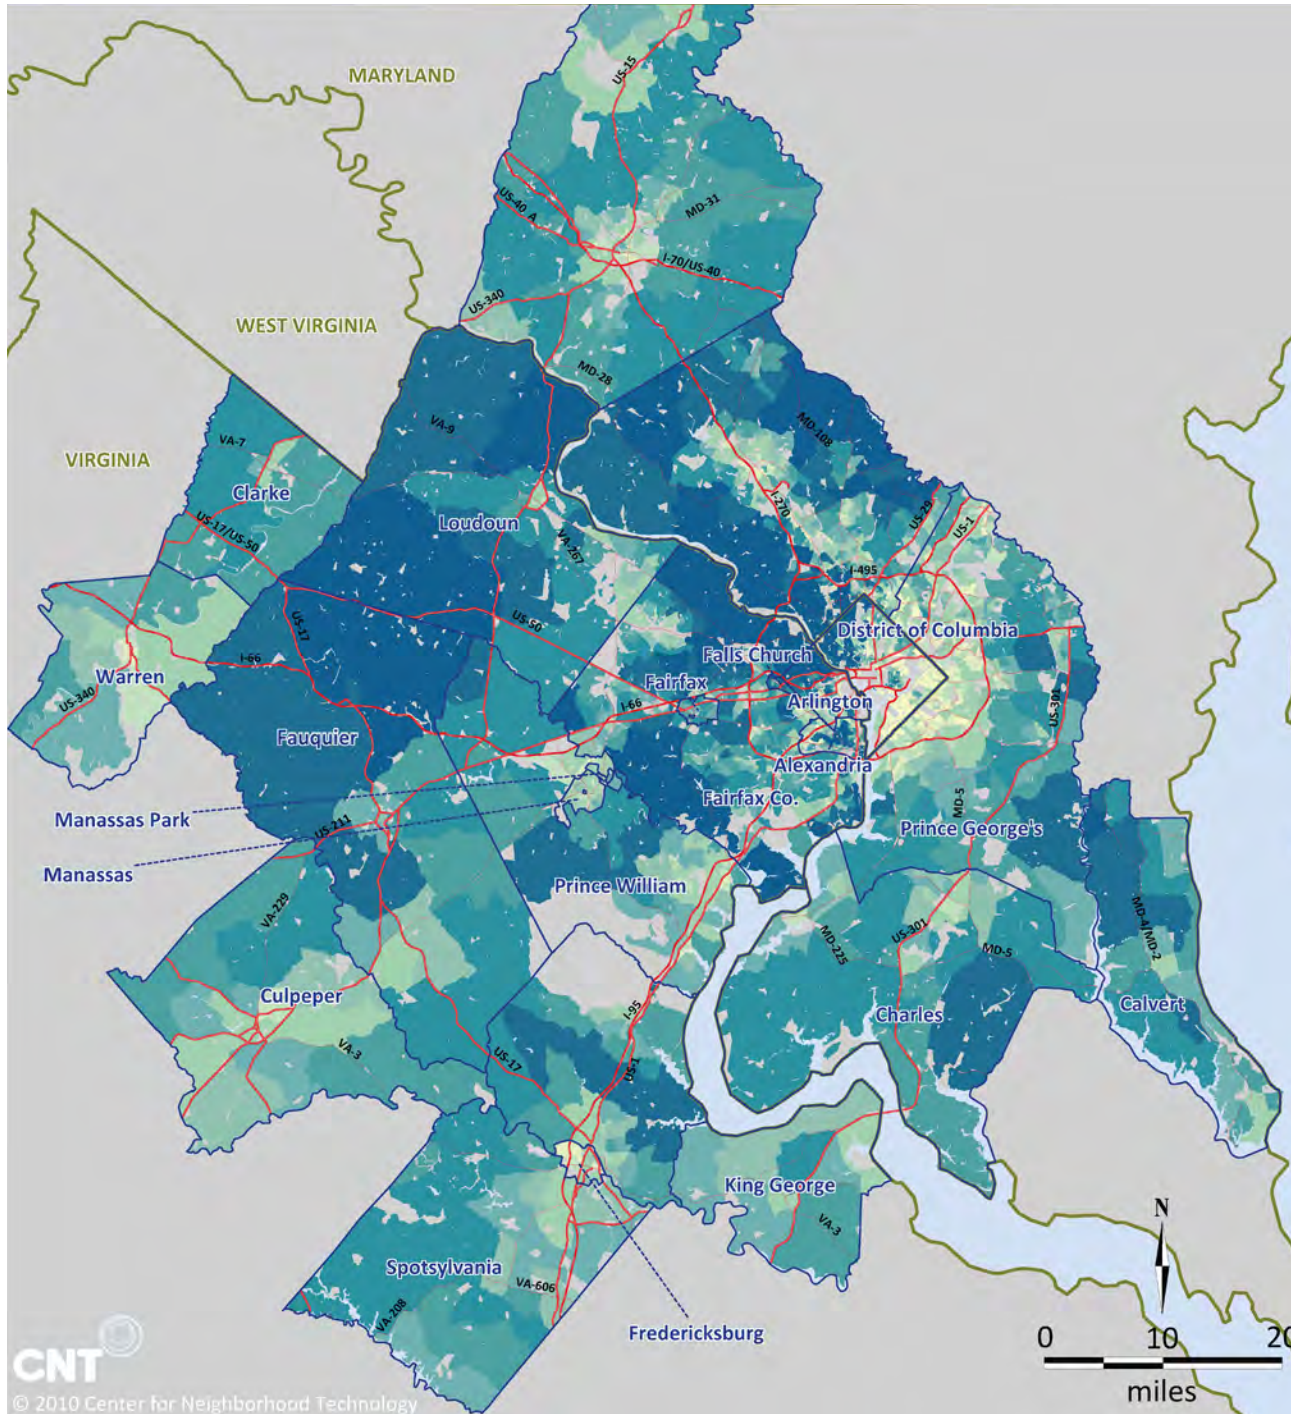 MARYLAND
US-15
US-40 A
MD-31
I-70/US-40
US-340
WEST VIRGINIA
MD-28
VA-9
MD-108
VIRGINIA
VA-7
Clarke
Loudoun
US-17/US-50
VA-267
I-270
US-29
US-1
I-495
US-50
US-17
District of Columbia
Falls Church
I-66
Warren
Fairfax
US-340
I-66
Arlington
US-301
Fauquier
Alexandria
Fairfax Co.
MD-5
Manassas Park
US-211
Prince George's
Manassas
Prince William
VA-229
US-301
MD-225
MD-5
MD-4/MD-2
Culpeper
I-95
Charles
Calvert
VA-3
US-17
US-1
King George
N
VA-3
Spotsylvania
VA-606
VA-208
Fredericksburg
0 10 20
miles
CNT
© 2010 Center for Neighborhood Technology